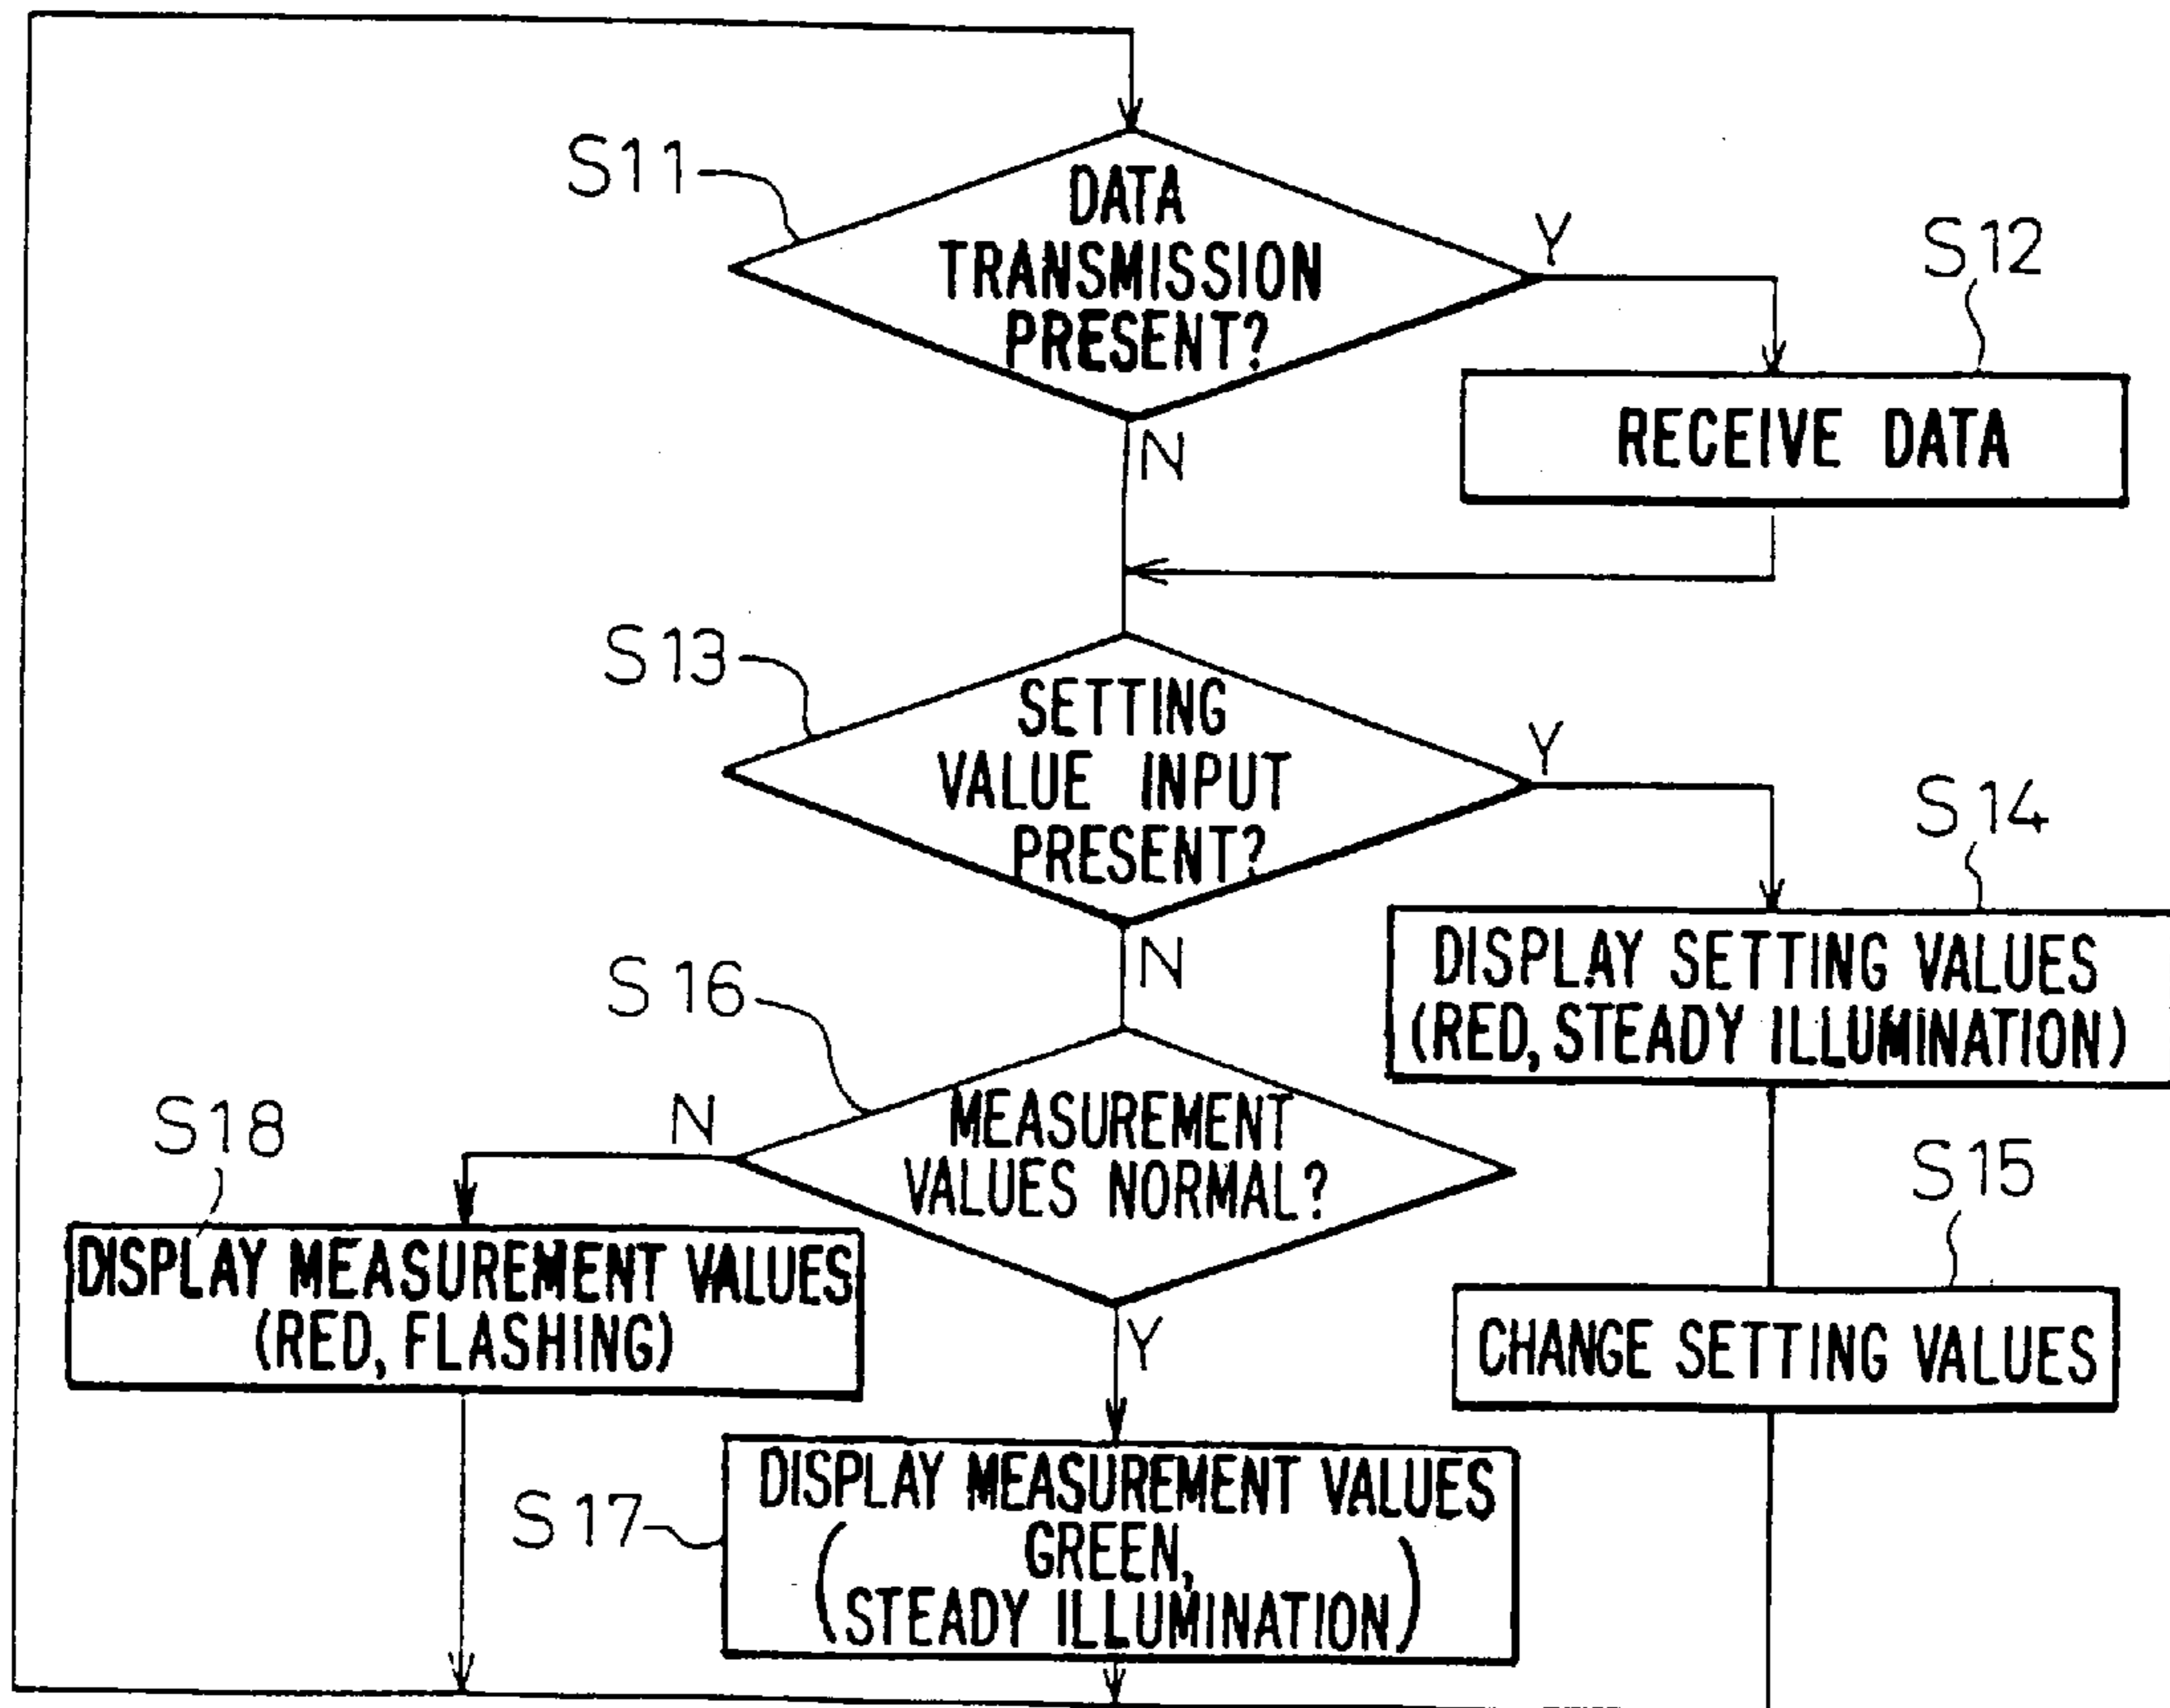 S11
DATA
TRANSMISSION
PRESENT?
Y
S12
RECEIVE DATA
N
S13
SETTING
VALUE INPUT
PRESENT?
Y
S14
DISPLAY SETTING VALUES
(RED, STEADY ILLUMINATION)
N
S16
MEASUREMENT
VALUES NORMAL?
N
S18
DISPLAY MEASUREMENT VALUES
(RED, FLASHING)
Y
S15
CHANGE SETTING VALUES
S17
DISPLAY MEASUREMENT VALUES
(GREEN,
STEADY ILLUMINATION)